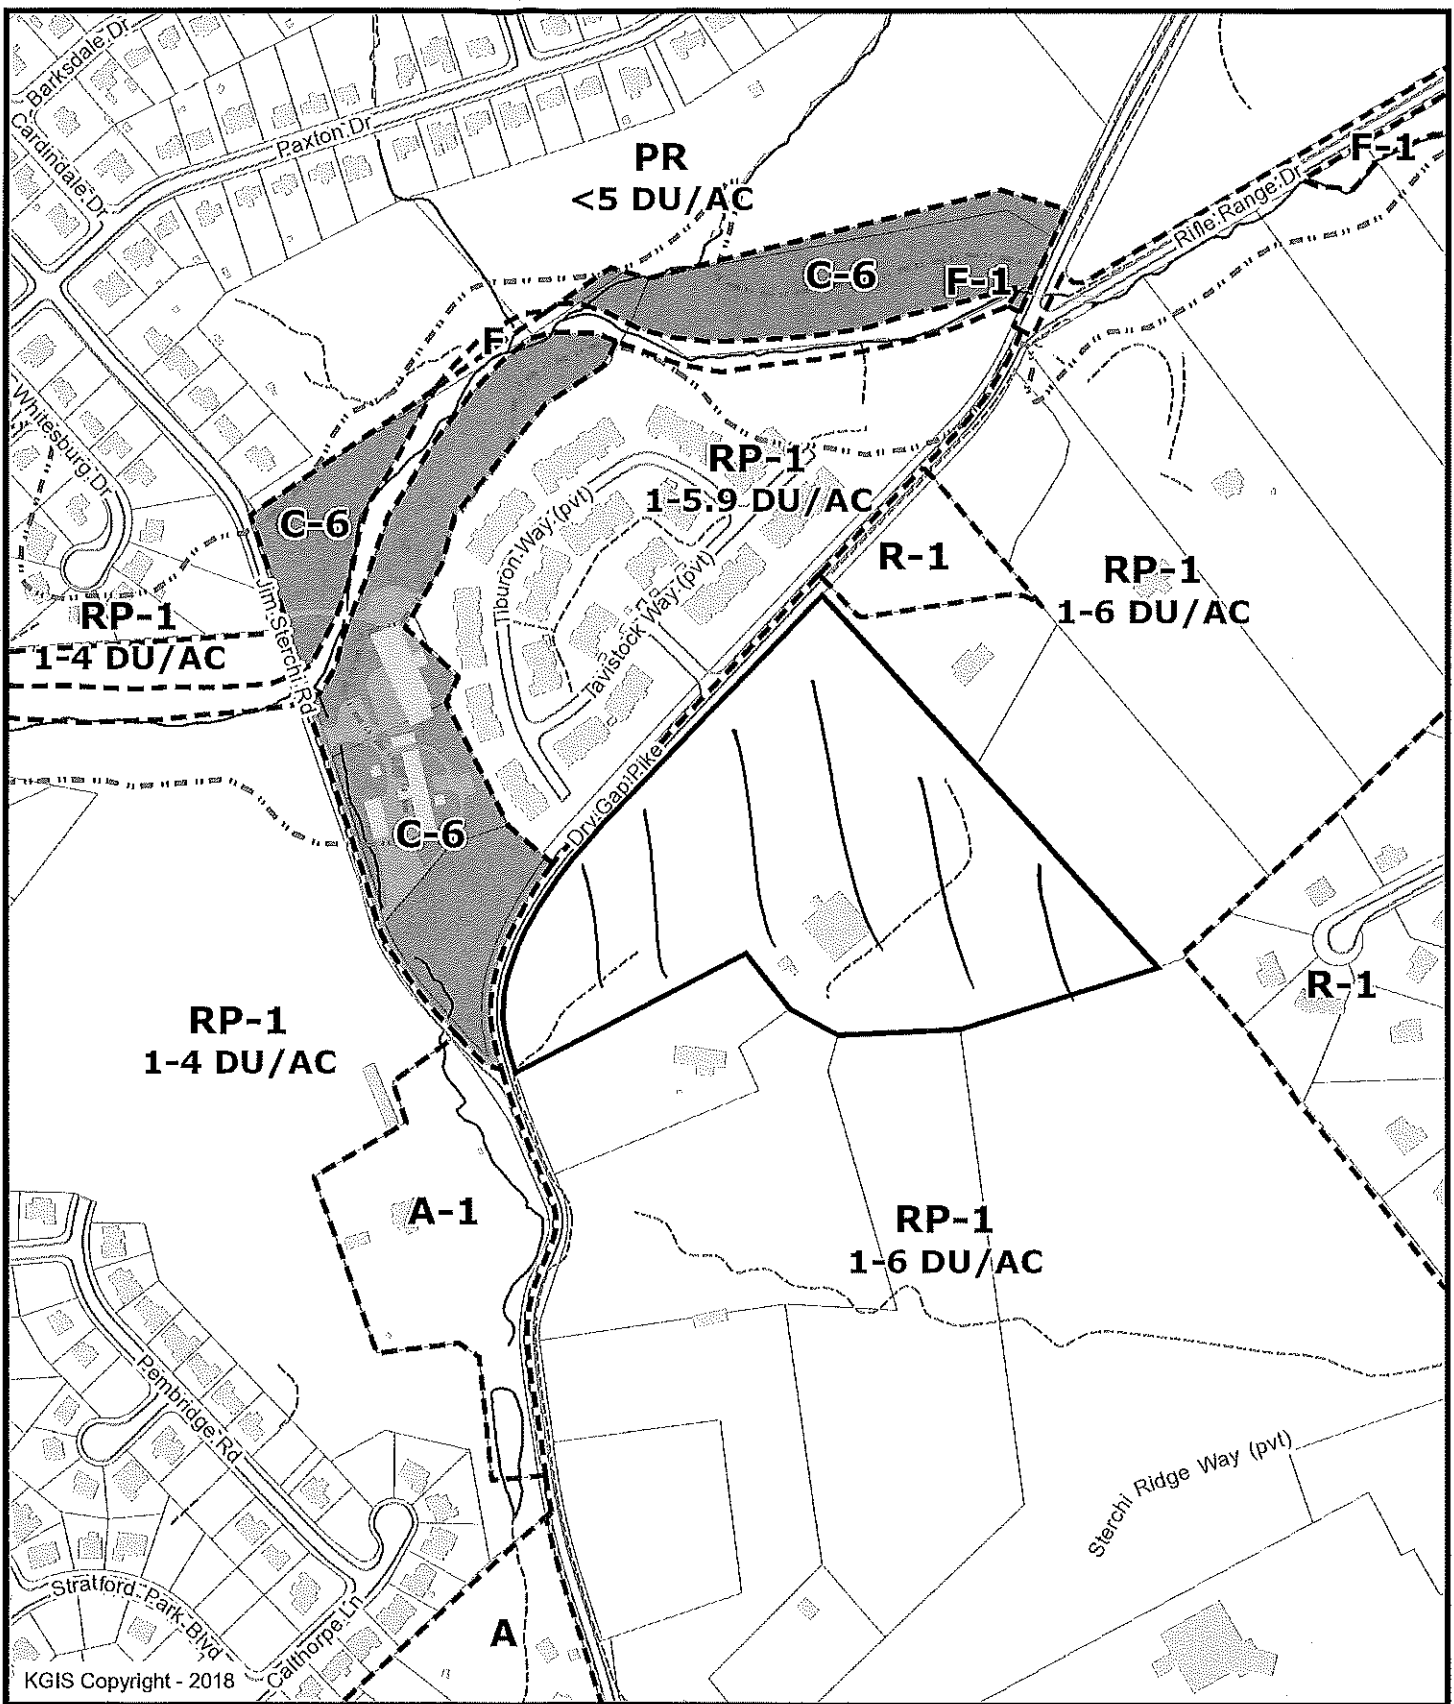 Barksdale Dr
Cardindale Dr
Paxton Dr
PR
<5 DU/AC
F-1
Rifle Range Dr
C-6
F-1
F
Whitesburg Dr
RP-1
1-5.9 DU/AC
C-6
Tiburon Way (pvt)
R-1
RP-1
1-6 DU/AC
RP-1
1-4 DU/AC
Jim Sterchi Rd
Tavistock Way (pvt)
Dry Gap Pike
C-6
R-1
RP-1
1-4 DU/AC
A-1
RP-1
1-6 DU/AC
Pembridge Rd
Sterchi Ridge Way (pvt)
Stratford Park Blvd
Calthorpe Ln
A
KGIS Copyright - 2018